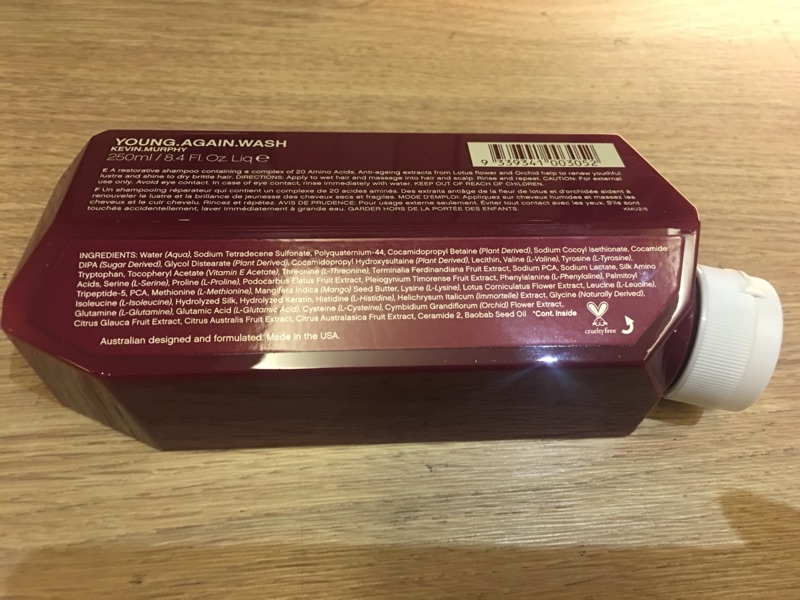 YOUNG.AGAIN.WASH
KEVIN.MURPHY
250ml / 8.4 Fl. Oz. Liq ℮
9 339341 003052
E A restorative shampoo containing a complex of 20 Amino Acids. Anti-ageing extracts from Lotus flower and Orchid help to renew youthful
lustre and shine to dry brittle hair. DIRECTIONS: Apply to wet hair and massage into hair and scalp. Rinse and repeat. CAUTION: For external
use only. Avoid eye contact. In case of eye contact, rinse immediately with water. KEEP OUT OF REACH OF CHILDREN.
F Un shampooing réparateur qui contient un complexe de 20 acides aminés. Des extraits antiâge de la fleur de lotus et d'orchidée aident à
renouveler le lustre et la brillance de jeunesse des cheveux secs et fragiles. MODE D'EMPLOI: Appliquez sur cheveux humides et massez les
cheveux et le cuir chevelu. Rincez et répétez. AVIS DE PRUDENCE: Pour usage externe seulement. Éviter tout contact avec les yeux. S'ils sont
touchés accidentellement, laver immédiatement à grande eau. GARDER HORS DE LA PORTÉE DES ENFANTS.
INGREDIENTS: Water (Aqua), Sodium Tetradecene Sulfonate, Polyquaternium-44, Cocamidopropyl Betaine (Plant Derived), Sodium Cocoyl Isethionate, Cocamide
DIPA (Sugar Derived), Glycol Distearate (Plant Derived), Cocamidopropyl Hydroxysultaine (Plant Derived), Lecithin, Valine (L-Valine), Tyrosine (L-Tyrosine),
Tryptophan, Tocopheryl Acetate (Vitamin E Acetate), Threonine (L-Threonine), Terminalia Ferdinandiana Fruit Extract, Sodium PCA, Sodium Lactate, Silk Amino
Acids, Serine (L-Serine), Proline (L-Proline), Podocarbus Elatus Fruit Extract, Pleiogynium Timorense Fruit Extract, Phenylalanine (L-Phenylaline), Palmitoyl
Tripeptide-5, PCA, Methionine (L-Methionine), Mangifera Indica (Mango) Seed Butter, Lysine (L-Lysine), Lotus Corniculatus Flower Extract, Leucine (L-Leucine),
Isoleucine (L-Isoleucine), Hydrolyzed Silk, Hydrolyzed Keratin, Histidine (L-Histidine), Helichrysum Italicum (Immortelle) Extract, Glycine (Naturally Derived),
Glutamine (L-Glutamine), Glutamic Acid (L-Glutamic Acid), Cysteine (L-Cysteine), Cymbidium Grandiflorum (Orchid) Flower Extract,
Citrus Glauca Fruit Extract, Citrus Australis Fruit Extract, Citrus Australasica Fruit Extract, Ceramide 2, Baobab Seed Oil *Cont. Inside
crueltyfree
Australian designed and formulated. Made in the USA.